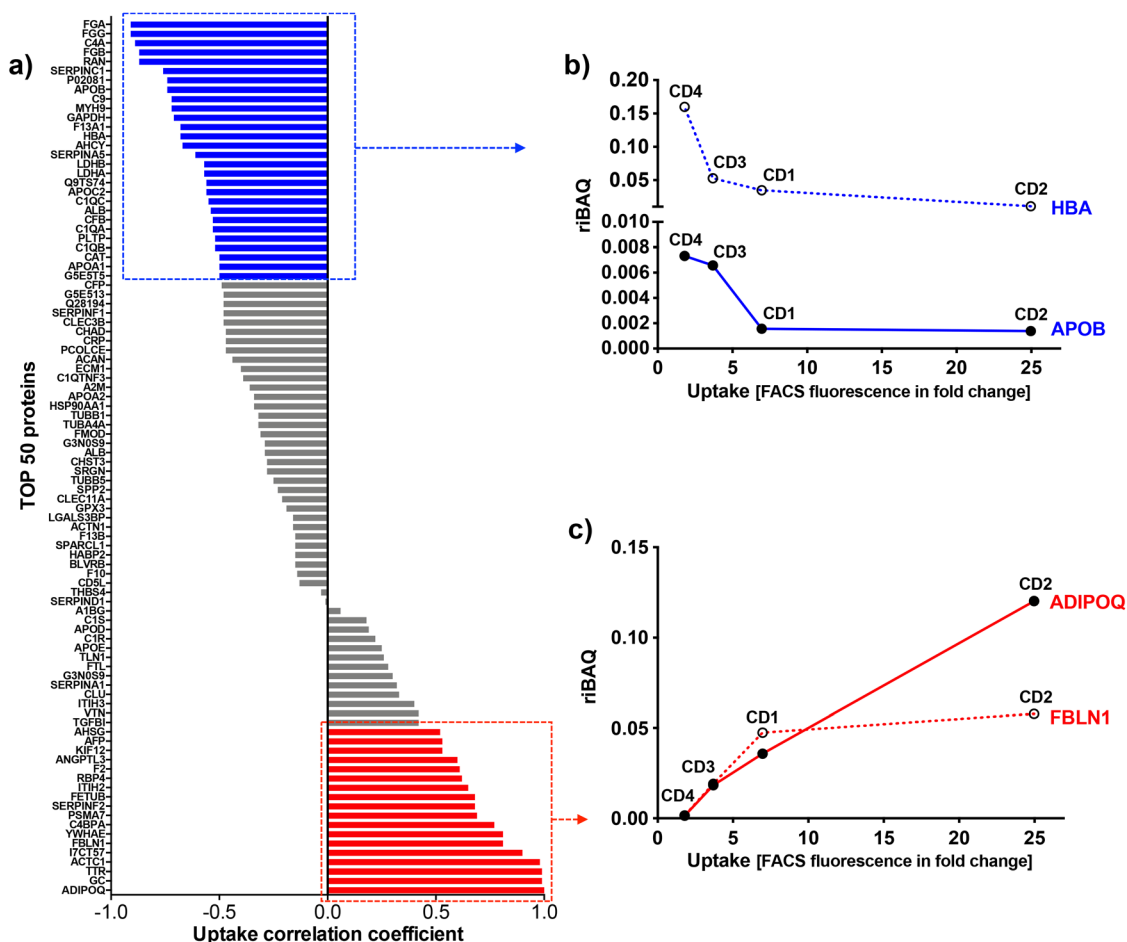 a)
TOP 50 proteins
FGA
FGG
C4A
FGB
RAN
SERPINC1
P02081
APOB
C9
MYH9
GAPDH
F13A1
HBA
AHCY
SERPINA5
LDHB
LDHA
Q9TS74
APOC2
C1QC
ALB
CFB
C1QA
PLTP
C1QB
CAT
APOA1
G5E5T5
CFP
G5E513
Q28194
SERPINF1
CLEC3B
CHAD
CRP
PCOLCE
ACAN
ECM1
C1QTNF3
A2M
APOA2
HSP90AA1
TUBB1
TUBA4A
FMOD
G3N0S9
ALB
CHST3
SRGN
TUBB5
SPP2
CLEC11A
GPX3
LGALS3BP
ACTN1
F13B
SPARCL1
HABP2
BLVRB
F10
CD5L
THBS4
SERPIND1
A1BG
C1S
APOD
C1R
APOE
TLN1
FTL
G3N0S9
SERPINA1
CLU
ITIH3
VTN
TGFBI
AHSG
AFP
KIF12
ANGPTL3
F2
RBP4
ITIH2
FETUB
SERPINF2
PSMA7
C4BPA
YWHAE
FBLN1
I7CT57
ACTC1
TTR
GC
ADIPOQ
-1.0 -0.5 0.0 0.5 1.0
Uptake correlation coefficient
b)
riBAQ
0.20
0.15
0.10
0.05
0.010
0.008
0.006
0.004
0.002
0.000
CD4
CD3
CD1
CD2
HBA
CD4
CD3
CD1
CD2
APOB
0 5 10 15 20 25
Uptake [FACS fluorescence in fold change]
c)
riBAQ
0.15
0.10
0.05
0.00
CD2
ADIPOQ
CD1
CD2
FBLN1
CD3
CD4
0 5 10 15 20 25
Uptake [FACS fluorescence in fold change]